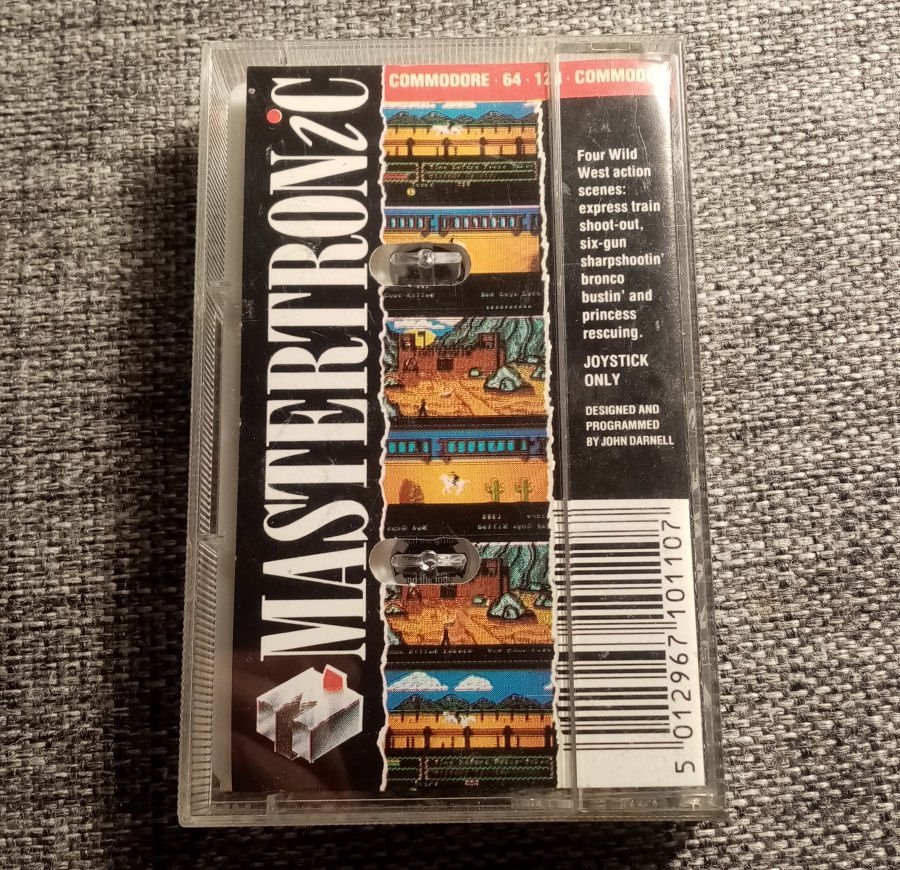 MASTERTRONiC
COMMODORE · 64 · 128 · COMMODO
Four Wild
West action
scenes:
express train
shoot-out,
six-gun
sharpshootin'
bronco
bustin' and
princess
rescuing.
JOYSTICK
ONLY
DESIGNED AND
PROGRAMMED
BY JOHN DARNELL
5 012967 101107